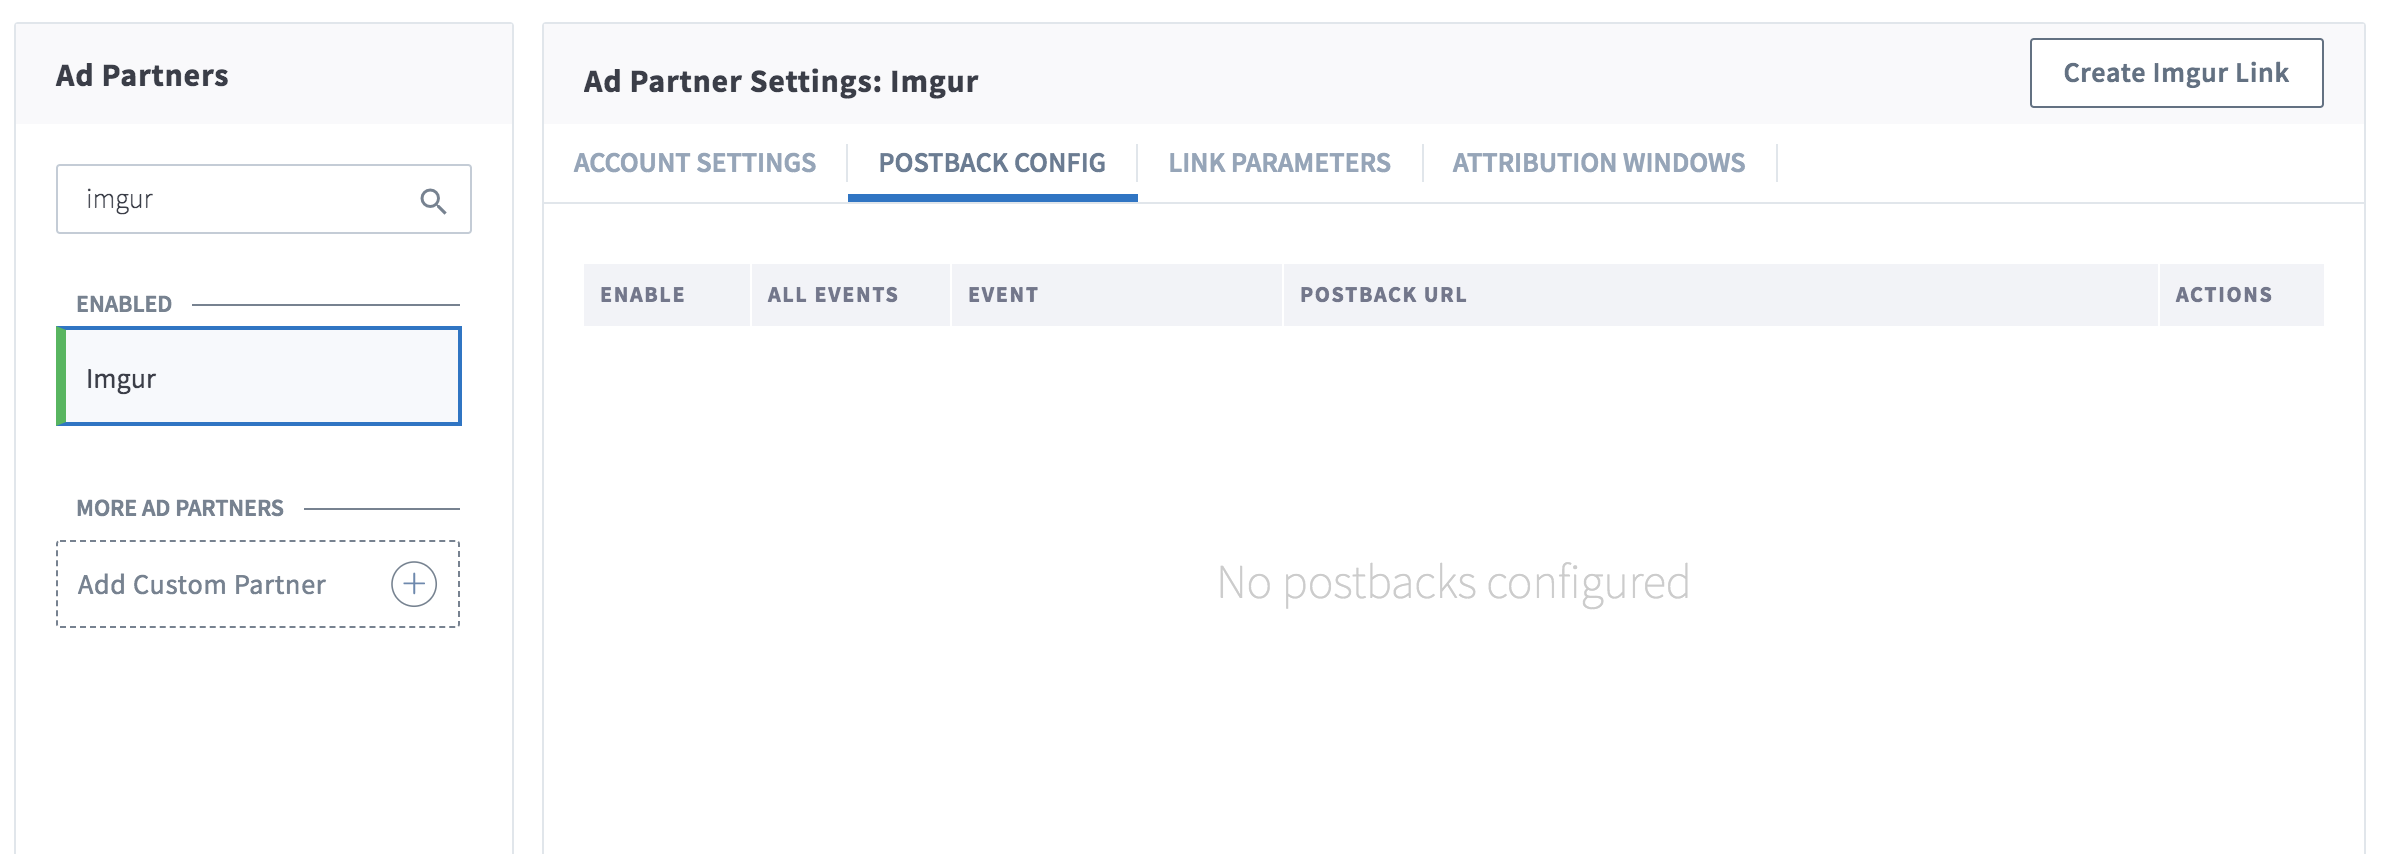 Ad Partners
imgur
ENABLED
Imgur
MORE AD PARTNERS
Add Custom Partner
Ad Partner Settings: Imgur
Create Imgur Link
ACCOUNT SETTINGS
POSTBACK CONFIG
LINK PARAMETERS
ATTRIBUTION WINDOWS
ENABLE
ALL EVENTS
EVENT
POSTBACK URL
ACTIONS
No postbacks configured